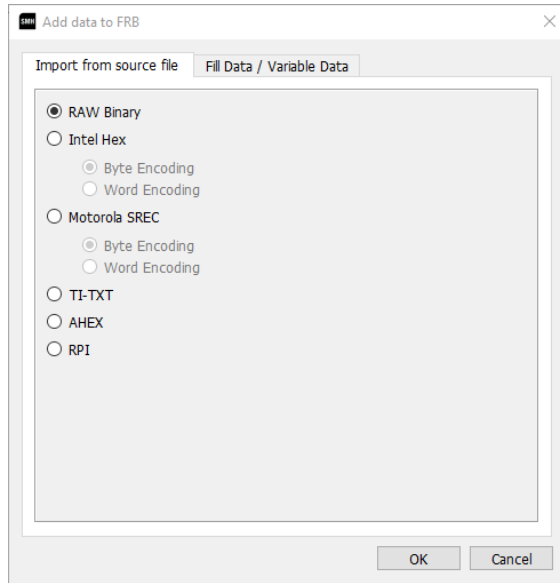 SMH Add data to FRB
Import from source file Fill Data / Variable Data
RAW Binary
Intel Hex
Byte Encoding
Word Encoding
Motorola SREC
Byte Encoding
Word Encoding
TI-TXT
AHEX
RPI
OK Cancel